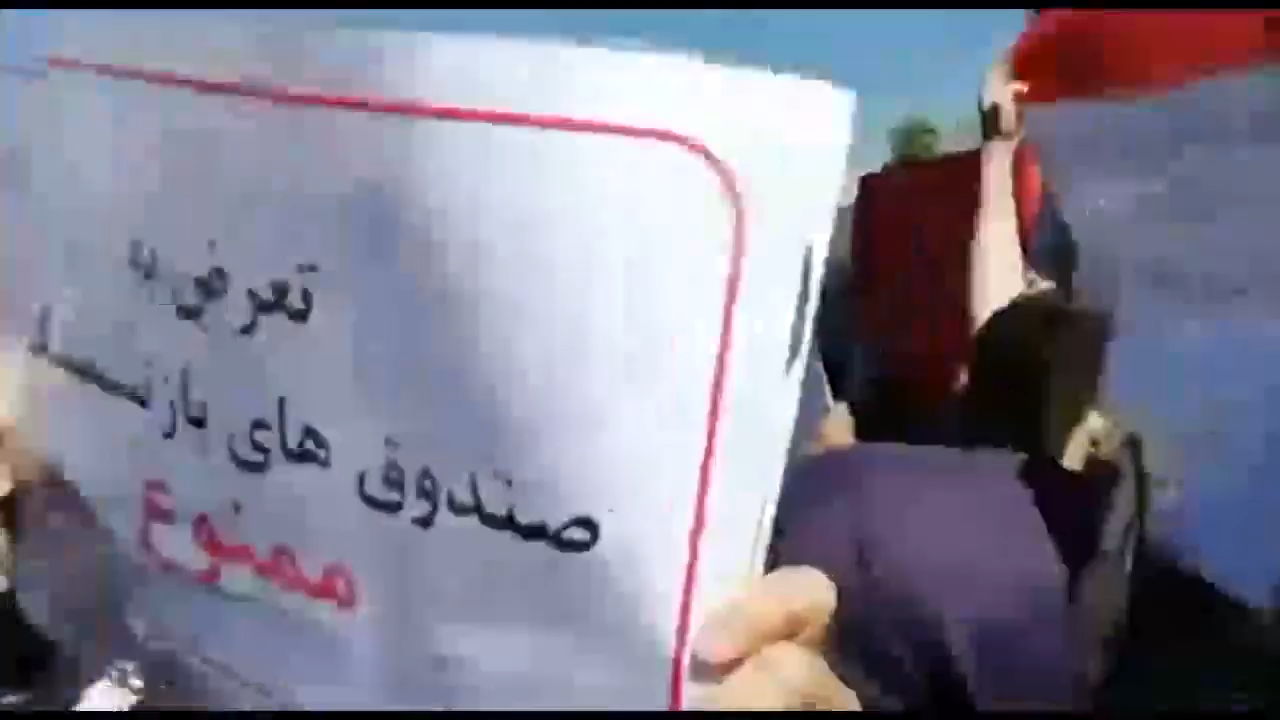 تعرض به
صندوق های
ممنوع